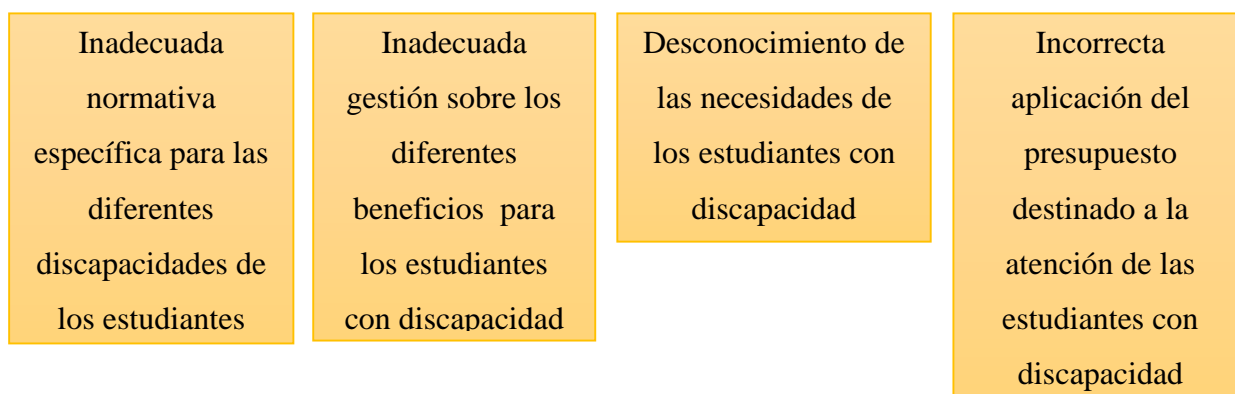 Inadecuada
normativa
específica para las
diferentes
discapacidades de
los estudiantes
Inadecuada
gestión sobre los
diferentes
beneficios para
los estudiantes
con discapacidad
Desconocimiento de
las necesidades de
los estudiantes con
discapacidad
Incorrecta
aplicación del
presupuesto
destinado a la
atención de las
estudiantes con
discapacidad